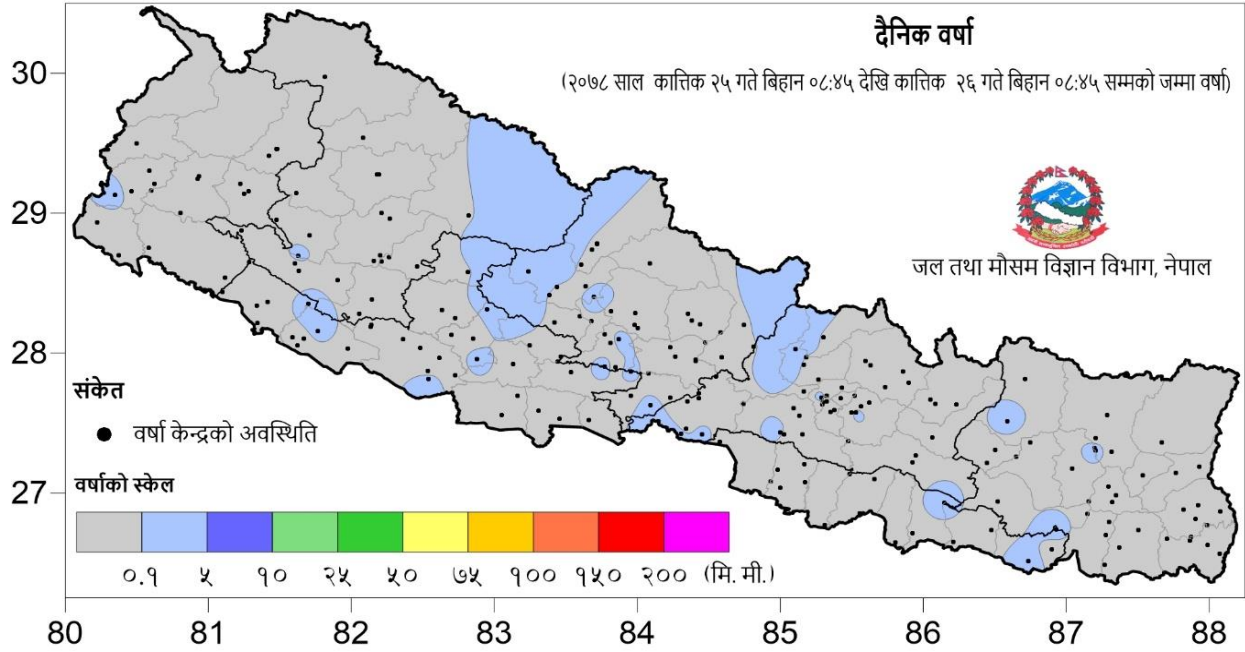 दैनिक वर्षा
(२०७८ साल कात्तिक २५ गते बिहान ०८:४५ देखि कात्तिक २६ गते बिहान ०८:४५ सम्मको जम्मा वर्षा)
जल तथा मौसम विज्ञान विभाग, नेपाल
30
29
28
27
संकेत
वर्षा केन्द्रको अवस्थिति
वर्षाको स्केल
०.१ ५ १० २५ ५० ७५ १०० १५० २०० (मि. मी.)
80 81 82 83 84 85 86 87 88